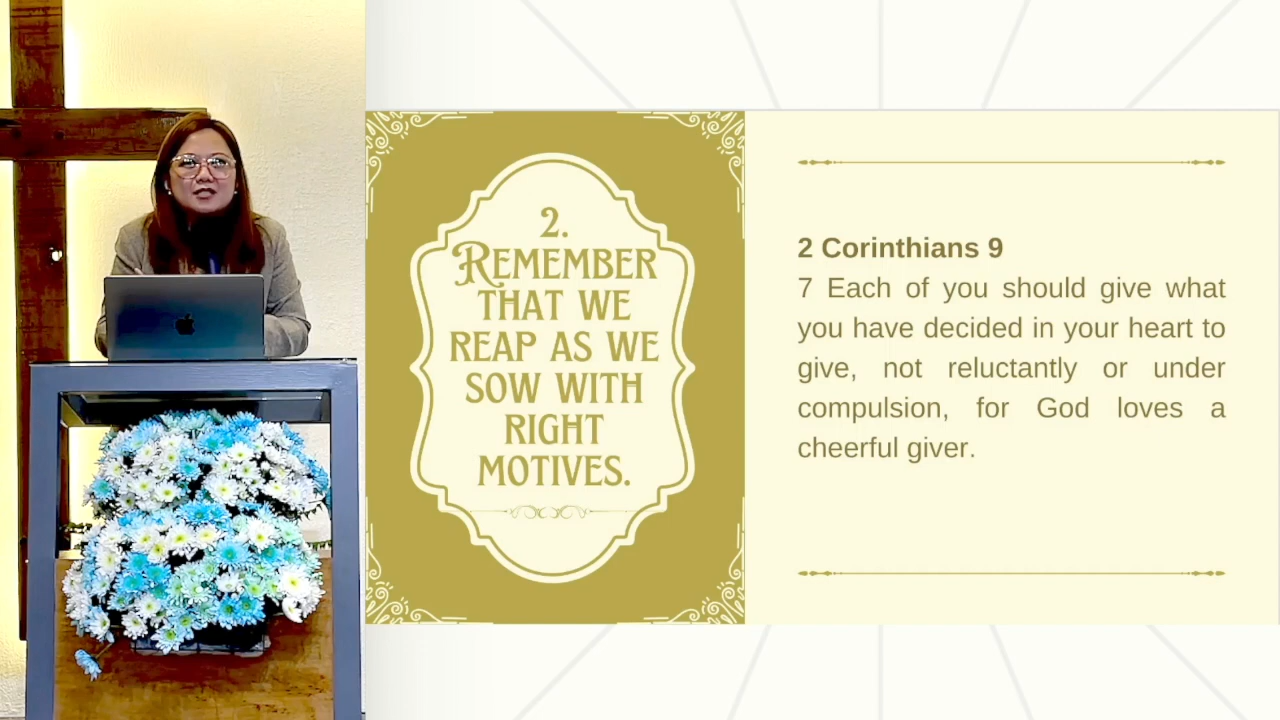 2.
REMEMBER
THAT WE
REAP AS WE
SOW WITH
RIGHT
MOTIVES.
2 Corinthians 9
7 Each of you should give what
you have decided in your heart to
give, not reluctantly or under
compulsion, for God loves a
cheerful giver.